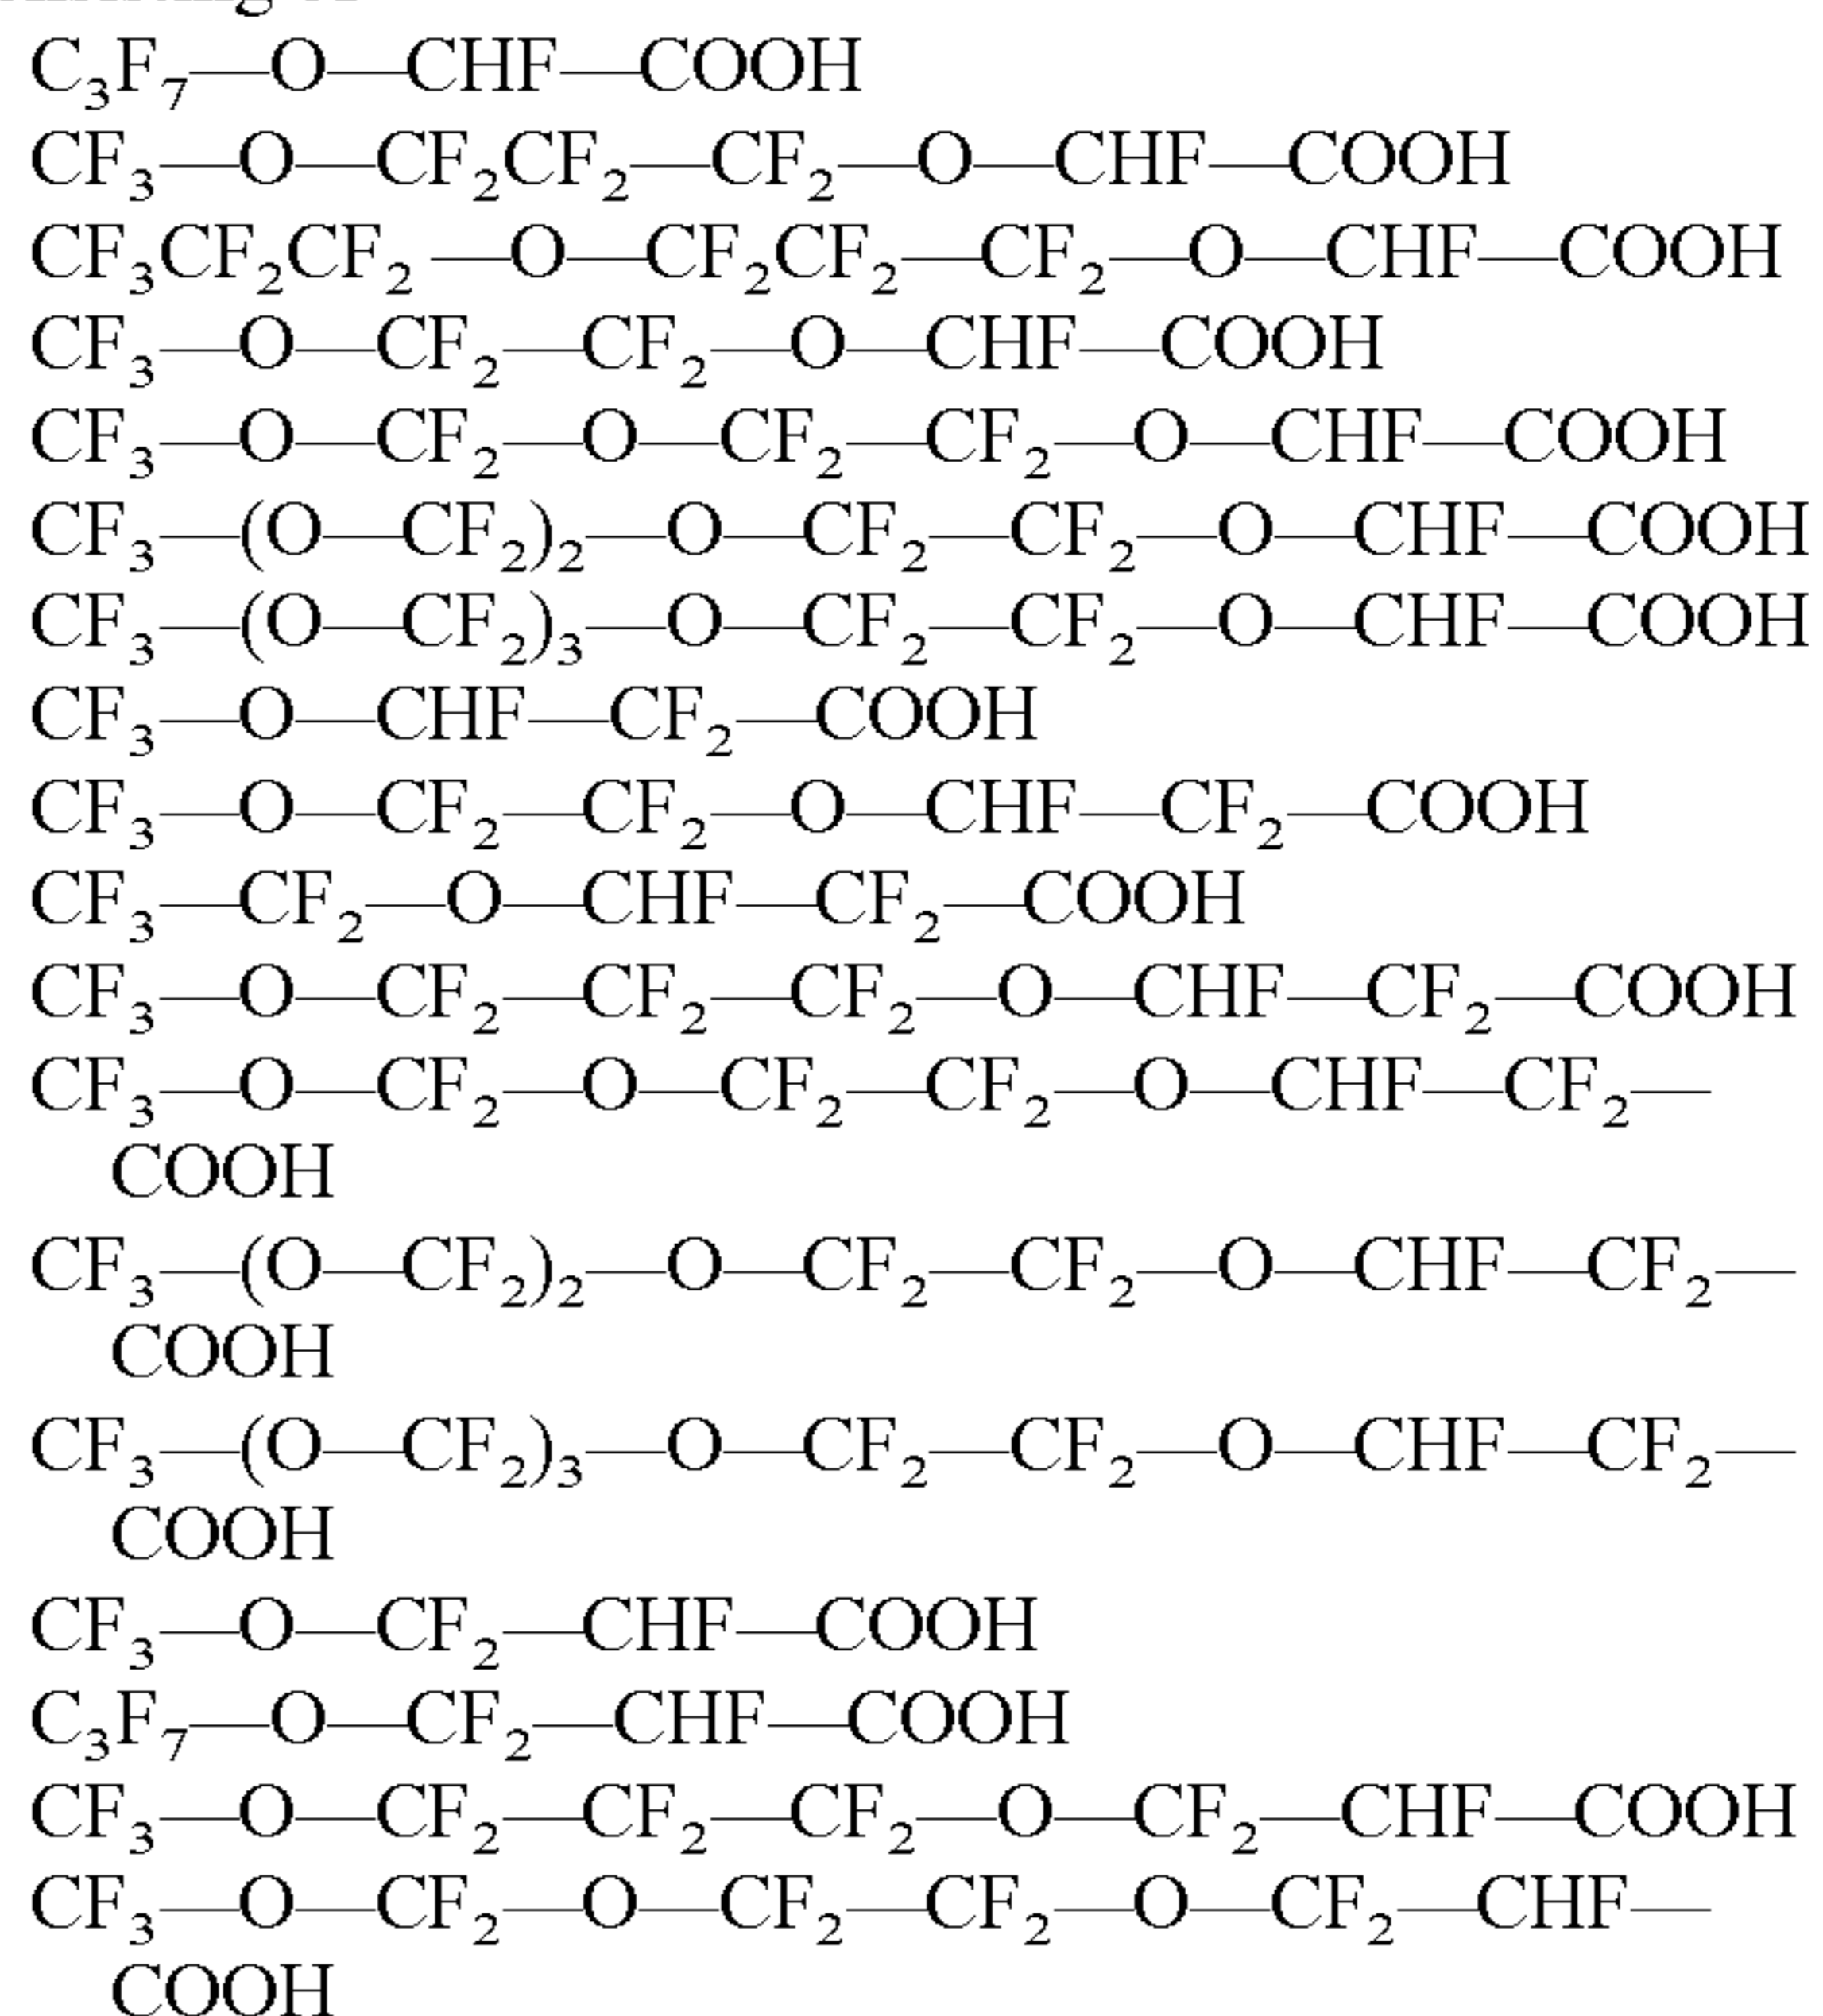 C₃F₇—O—CHF—COOH
CF₃—O—CF₂CF₂—CF₂—O—CHF—COOH
CF₃CF₂CF₂—O—CF₂CF₂—CF₂—O—CHF—COOH
CF₃—O—CF₂—CF₂—O—CHF—COOH
CF₃—O—CF₂—O—CF₂—CF₂—O—CHF—COOH
CF₃—(O—CF₂)₂—O—CF₂—CF₂—O—CHF—COOH
CF₃—(O—CF₂)₃—O—CF₂—CF₂—O—CHF—COOH
CF₃—O—CHF—CF₂—COOH
CF₃—O—CF₂—CF₂—O—CHF—CF₂—COOH
CF₃—CF₂—O—CHF—CF₂—COOH
CF₃—O—CF₂—CF₂—CF₂—O—CHF—CF₂—COOH
CF₃—O—CF₂—O—CF₂—CF₂—O—CHF—CF₂—
COOH
CF₃—(O—CF₂)₂—O—CF₂—CF₂—O—CHF—CF₂—
COOH
CF₃—(O—CF₂)₃—O—CF₂—CF₂—O—CHF—CF₂—
COOH
CF₃—O—CF₂—CHF—COOH
C₃F₇—O—CF₂—CHF—COOH
CF₃—O—CF₂—CF₂—CF₂—O—CF₂—CHF—COOH
CF₃—O—CF₂—O—CF₂—CF₂—O—CF₂—CHF—
COOH